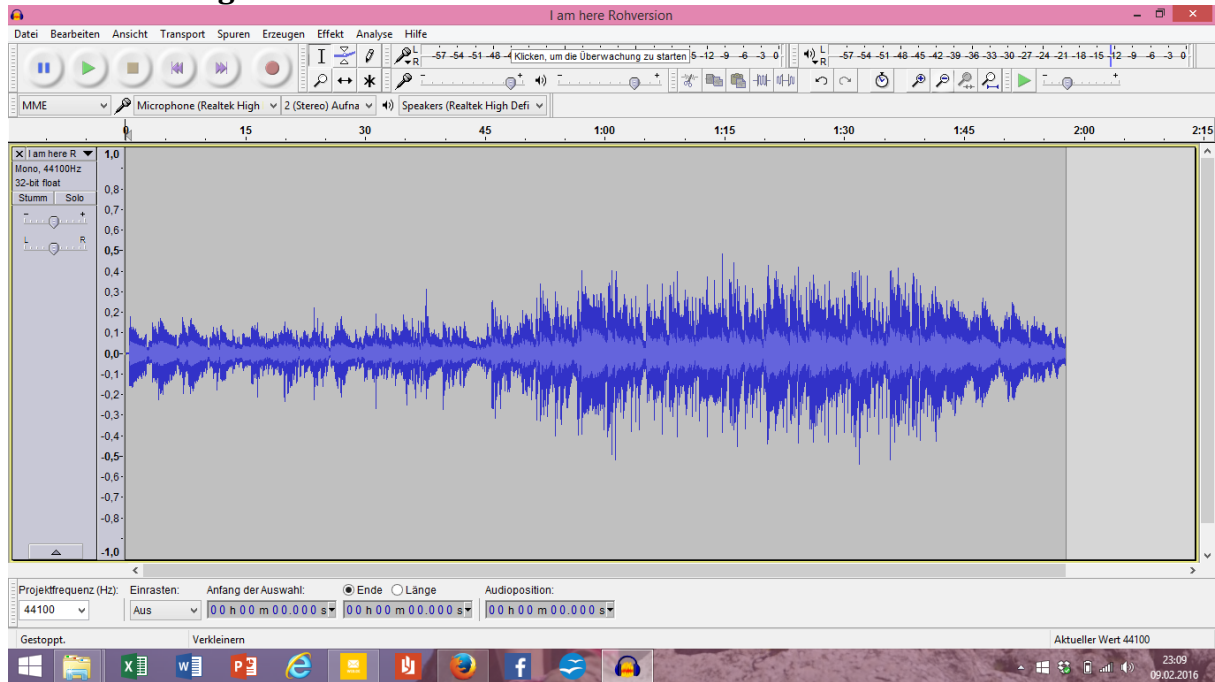 I am here Rohversion
Datei Bearbeiten Ansicht Transport Spuren Erzeugen Effekt Analyse Hilfe
L R -57 -54 -51 -48 -4 Klicken, um die Überwachung zu starten 5 -12 -9 -6 -3 0 L R -57 -54 -51 -48 -45 -42 -39 -36 -33 -30 -27 -24 -21 -18 -15 -12 -9 -6 -3 0
MME Microphone (Realtek High 2 (Stereo) Aufna Speakers (Realtek High Defi
0 15 30 45 1:00 1:15 1:30 1:45 2:00 2:15
X I am here R
Mono, 44100Hz
32-bit float
Stumm Solo
- +
L R
1,0
0,8
0,7
0,6
0,5
0,4
0,3
0,2
0,1
0,0
-0,1
-0,2
-0,3
-0,4
-0,5
-0,6
-0,7
-0,8
-1,0
Projektfrequenz (Hz): Einrasten: Anfang der Auswahl: Ende Länge Audioposition:
44100 Aus 00 h 00 m 00.000 s 00 h 00 m 00.000 s 00 h 00 m 00.000 s
Gestoppt. Verkleinern Aktueller Wert 44100
23:09
09.02.2016